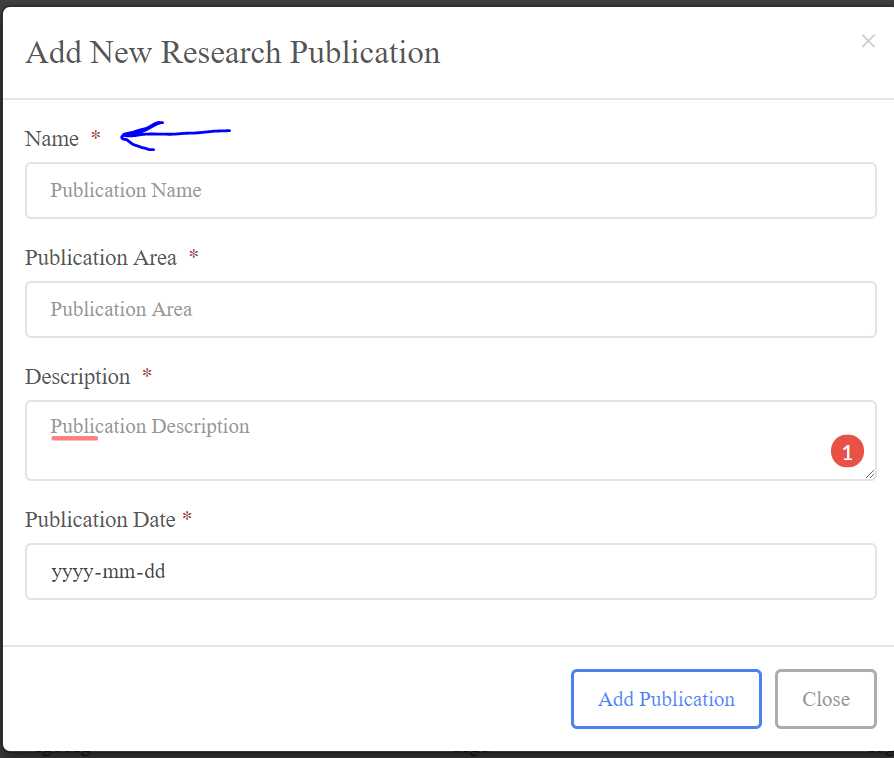 Add New Research Publication ×
Name *
Publication Name
Publication Area *
Publication Area
Description *
Publication Description
1
Publication Date *
yyyy-mm-dd
Add Publication Close